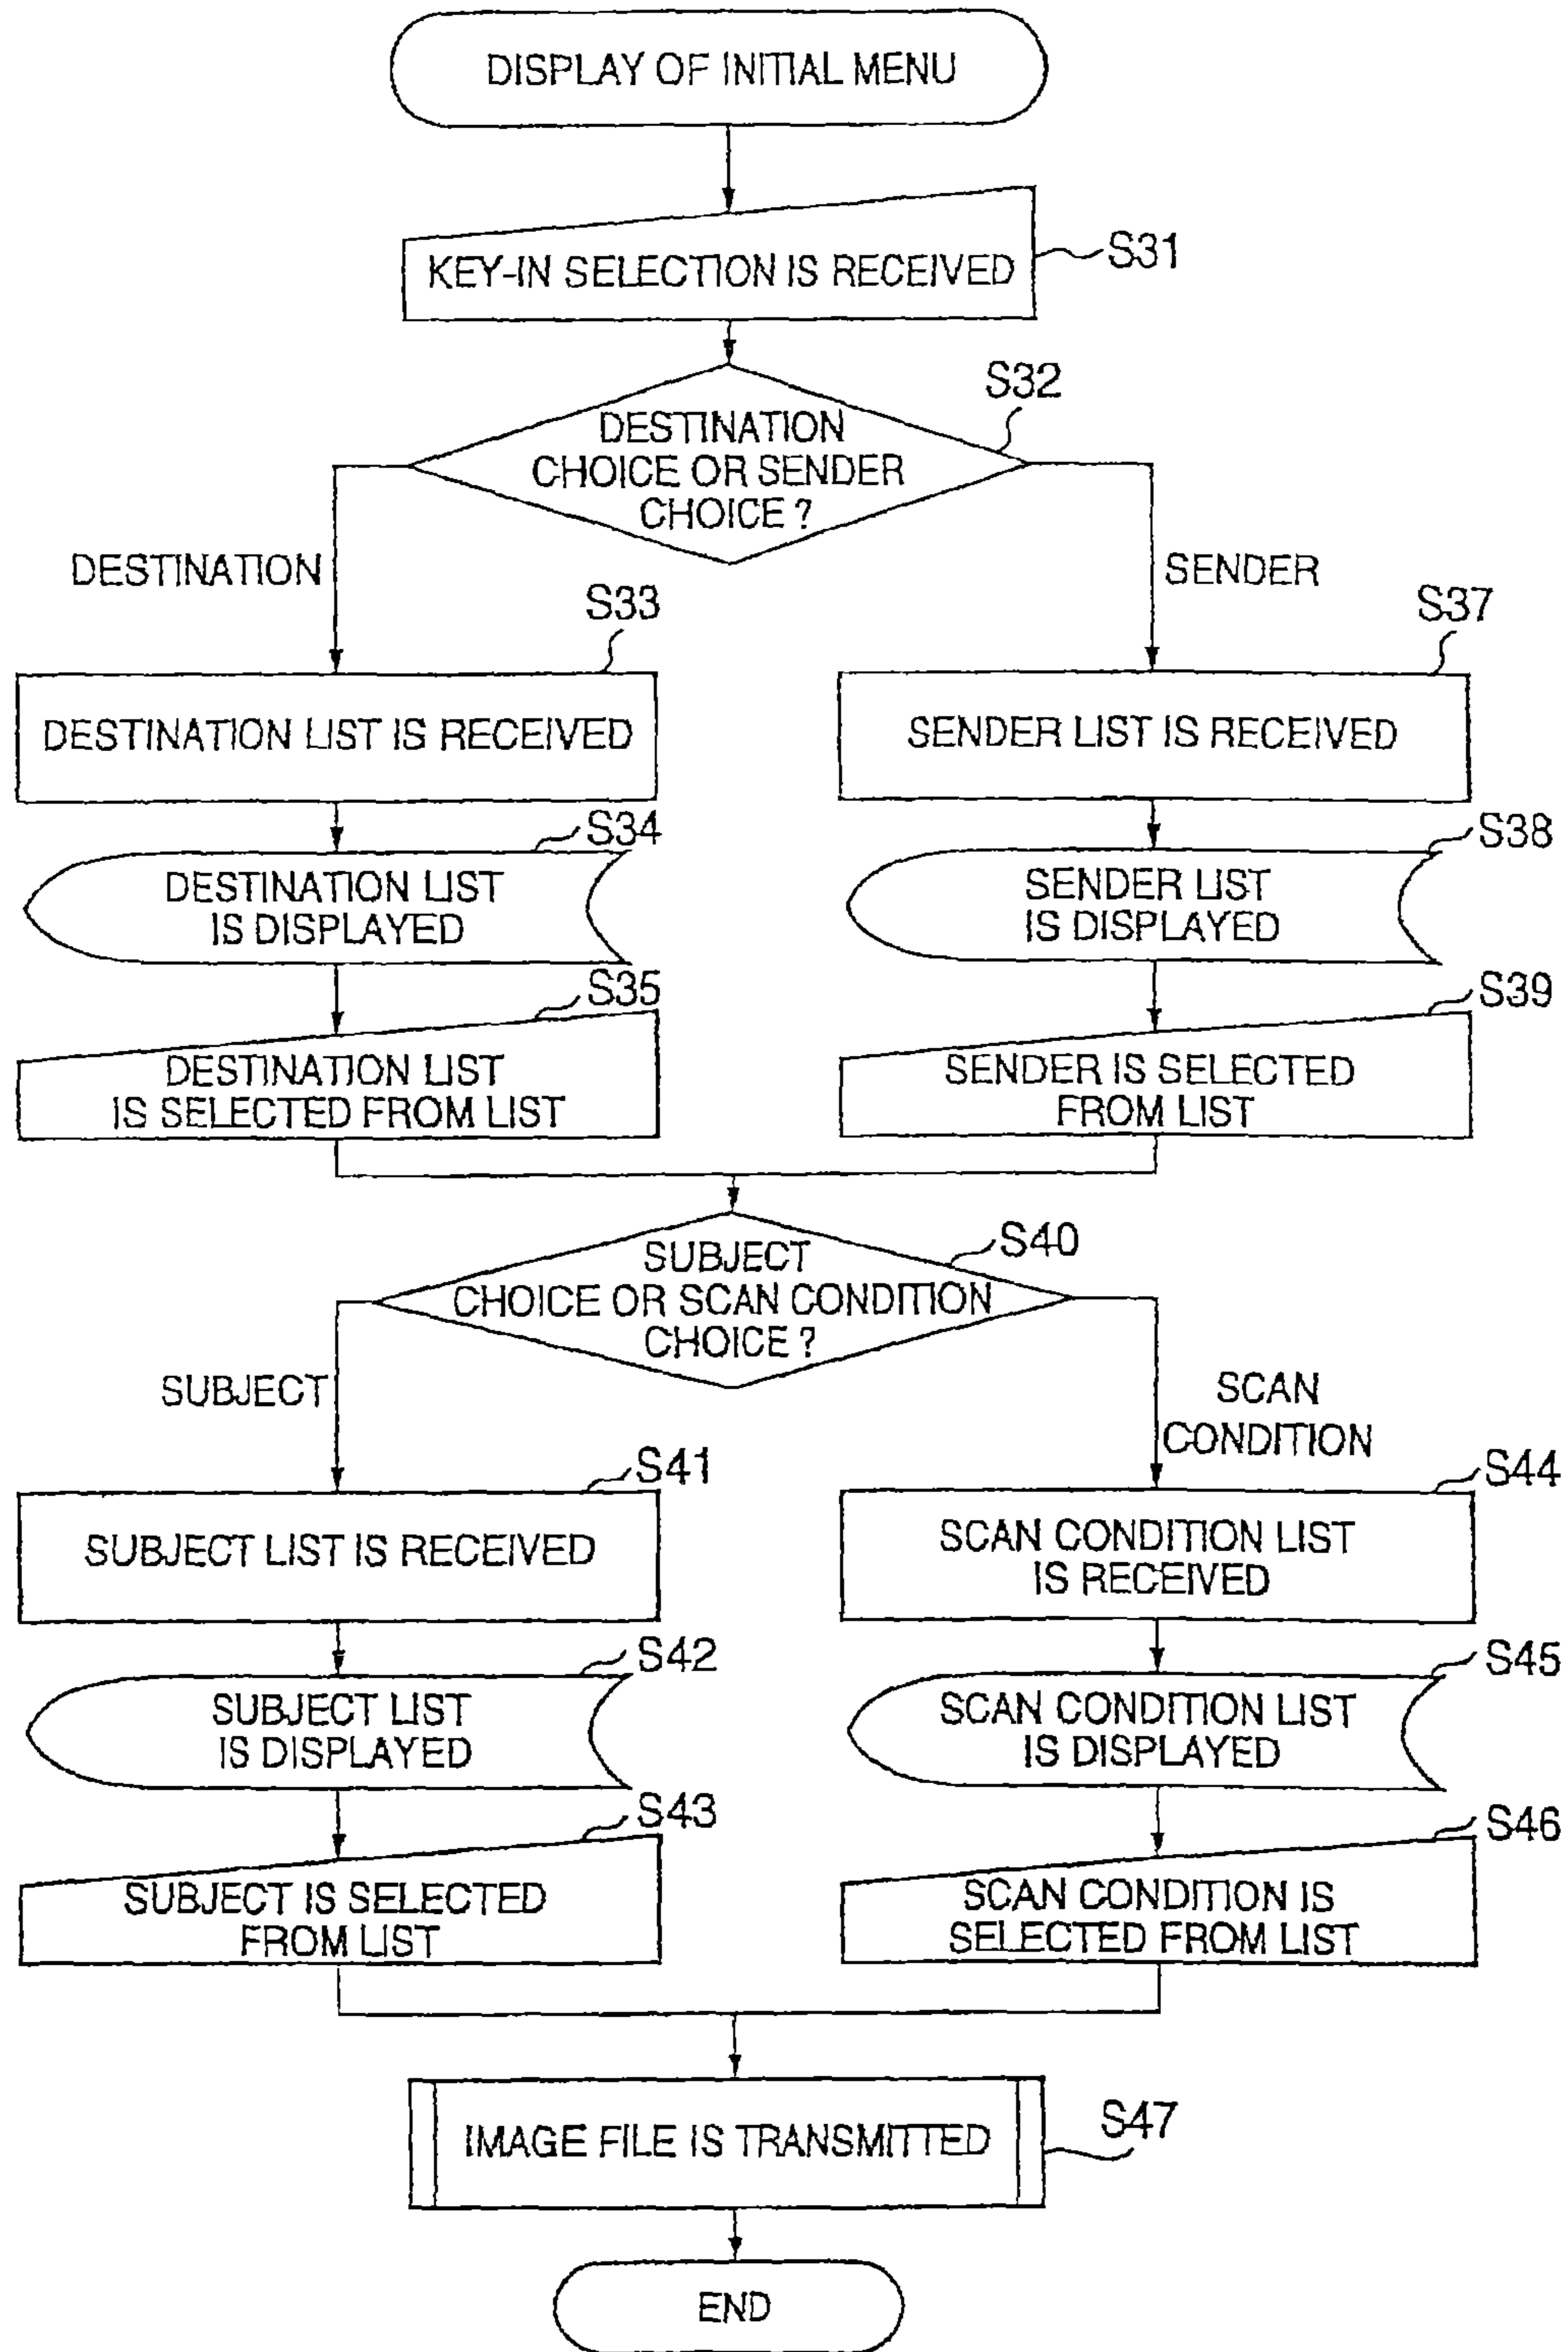 DISPLAY OF INITIAL MENU
KEY-IN SELECTION IS RECEIVED
S31
S32
DESTINATION
CHOICE OR SENDER
CHOICE ?
DESTINATION
SENDER
S33
S37
DESTINATION LIST IS RECEIVED
SENDER LIST IS RECEIVED
S34
S38
DESTINATION LIST
IS DISPLAYED
SENDER LIST
IS DISPLAYED
S35
S39
DESTINATION LIST
IS SELECTED FROM LIST
SENDER IS SELECTED
FROM LIST
S40
SUBJECT
CHOICE OR SCAN CONDITION
CHOICE ?
SUBJECT
SCAN
CONDITION
S41
S44
SUBJECT LIST IS RECEIVED
SCAN CONDITION LIST
IS RECEIVED
S42
S45
SUBJECT LIST
IS DISPLAYED
SCAN CONDITION LIST
IS DISPLAYED
S43
S46
SUBJECT IS SELECTED
FROM LIST
SCAN CONDITION IS
SELECTED FROM LIST
IMAGE FILE IS TRANSMITTED
S47
END